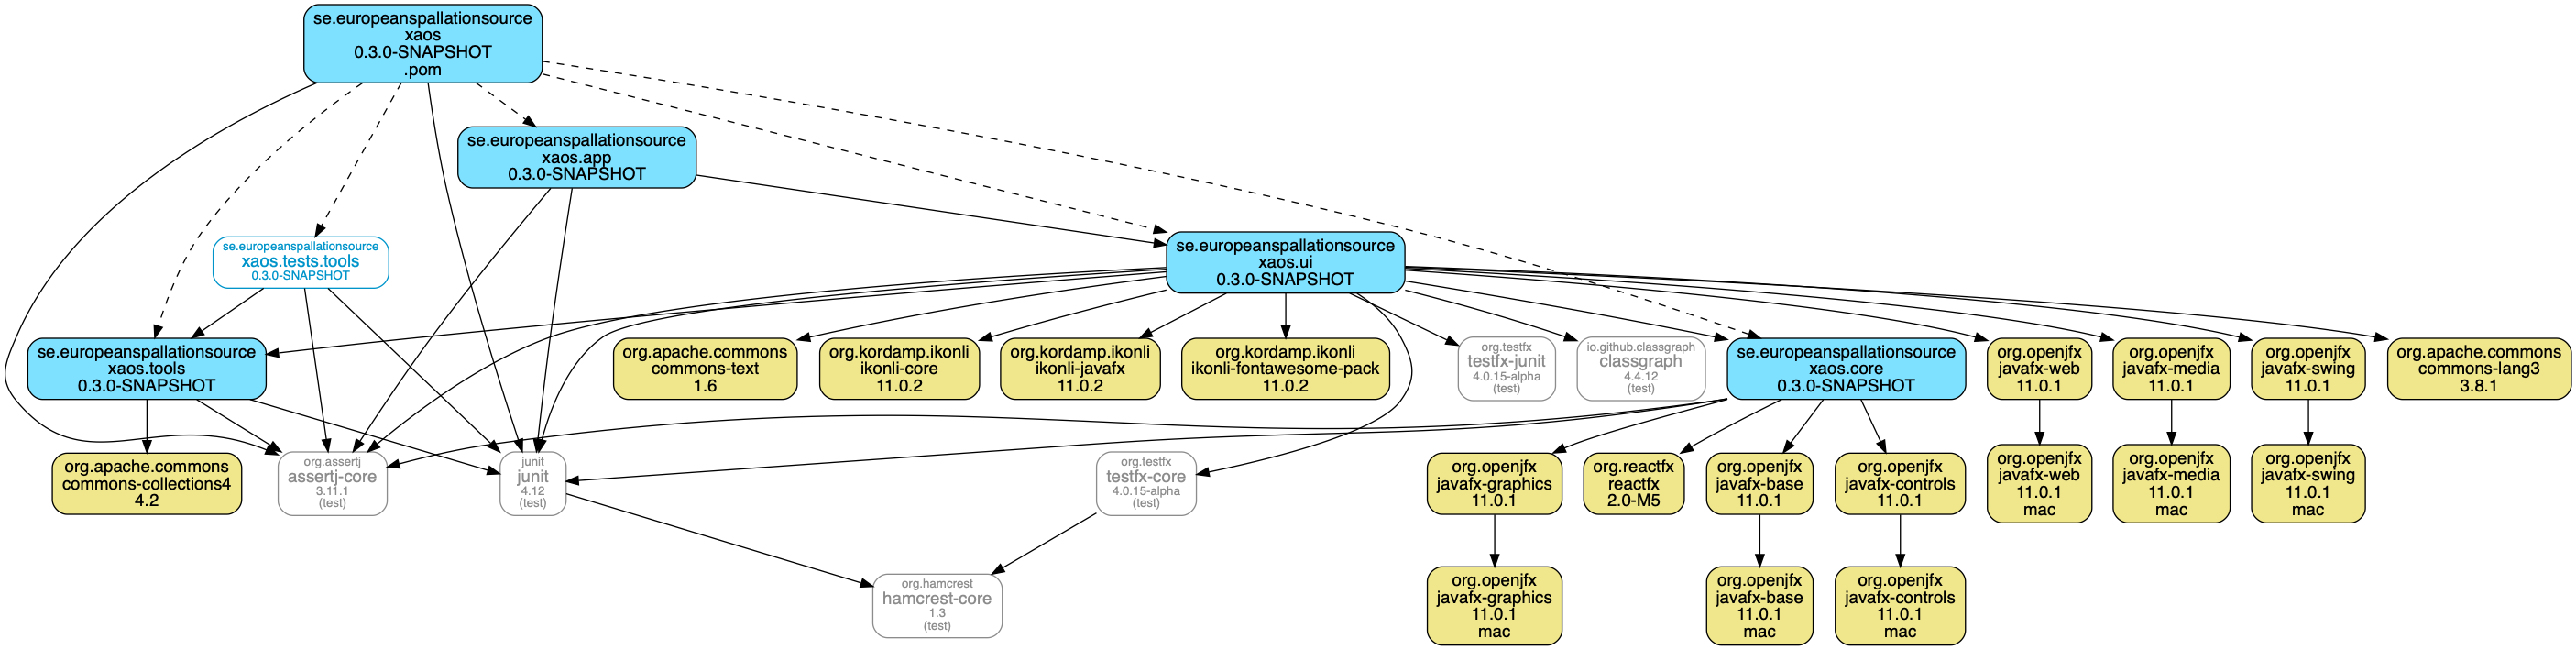 se.europeanspallationsource
xaos
0.3.0-SNAPSHOT
.pom
se.europeanspallationsource
xaos.app
0.3.0-SNAPSHOT
se.europeanspallationsource
xaos.tests.tools
0.3.0-SNAPSHOT
se.europeanspallationsource
xaos.ui
0.3.0-SNAPSHOT
se.europeanspallationsource
xaos.tools
0.3.0-SNAPSHOT
org.apache.commons
commons-text
1.6
org.kordamp.ikonli
ikonli-core
11.0.2
org.kordamp.ikonli
ikonli-javafx
11.0.2
org.kordamp.ikonli
ikonli-fontawesome-pack
11.0.2
org.testfx
testfx-junit
4.0.15-alpha
(test)
io.github.classgraph
classgraph
4.4.12
(test)
se.europeanspallationsource
xaos.core
0.3.0-SNAPSHOT
org.openjfx
javafx-web
11.0.1
org.openjfx
javafx-media
11.0.1
org.openjfx
javafx-swing
11.0.1
org.apache.commons
commons-lang3
3.8.1
org.apache.commons
commons-collections4
4.2
org.assertj
assertj-core
3.11.1
(test)
junit
junit
4.12
(test)
org.testfx
testfx-core
4.0.15-alpha
(test)
org.openjfx
javafx-graphics
11.0.1
org.reactfx
reactfx
2.0-M5
org.openjfx
javafx-base
11.0.1
org.openjfx
javafx-controls
11.0.1
org.openjfx
javafx-web
11.0.1
mac
org.openjfx
javafx-media
11.0.1
mac
org.openjfx
javafx-swing
11.0.1
mac
org.hamcrest
hamcrest-core
1.3
(test)
org.openjfx
javafx-graphics
11.0.1
mac
org.openjfx
javafx-base
11.0.1
mac
org.openjfx
javafx-controls
11.0.1
mac